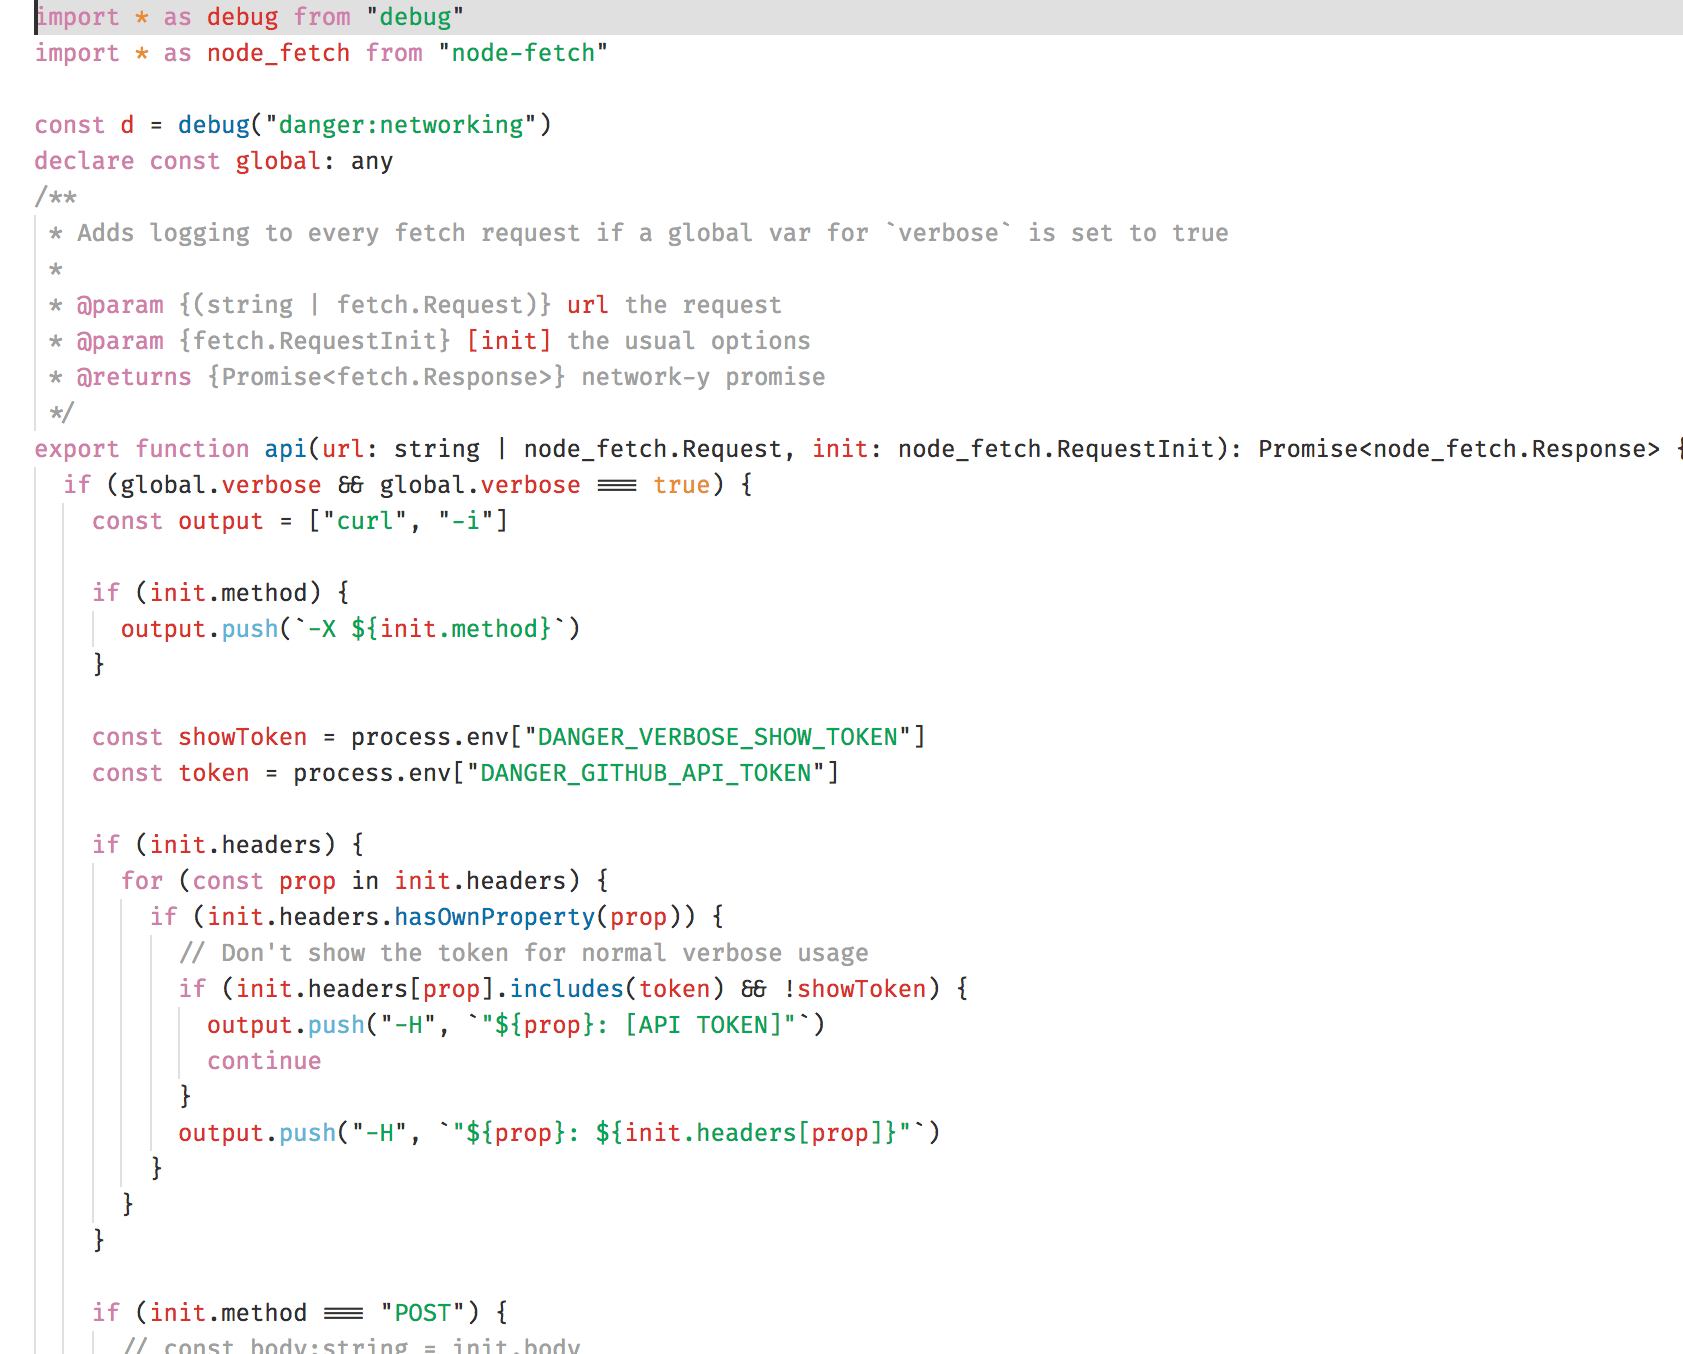 import * as debug from "debug"
import * as node_fetch from "node-fetch"

const d = debug("danger:networking")
declare const global: any
/**
 * Adds logging to every fetch request if a global var for `verbose` is set to true
 *
 * @param {(string | fetch.Request)} url the request
 * @param {fetch.RequestInit} [init] the usual options
 * @returns {Promise<fetch.Response>} network-y promise
 */
export function api(url: string | node_fetch.Request, init: node_fetch.RequestInit): Promise<node_fetch.Response> {
  if (global.verbose && global.verbose === true) {
    const output = ["curl", "-i"]

    if (init.method) {
      output.push(`-X ${init.method}`)
    }

    const showToken = process.env["DANGER_VERBOSE_SHOW_TOKEN"]
    const token = process.env["DANGER_GITHUB_API_TOKEN"]

    if (init.headers) {
      for (const prop in init.headers) {
        if (init.headers.hasOwnProperty(prop)) {
          // Don't show the token for normal verbose usage
          if (init.headers[prop].includes(token) && !showToken) {
            output.push("-H", `"${prop}: [API TOKEN]"`)
            continue
          }
          output.push("-H", `"${prop}: ${init.headers[prop]}"`)
        }
      }
    }

    if (init.method === "POST") {
      // const body:string = init.body